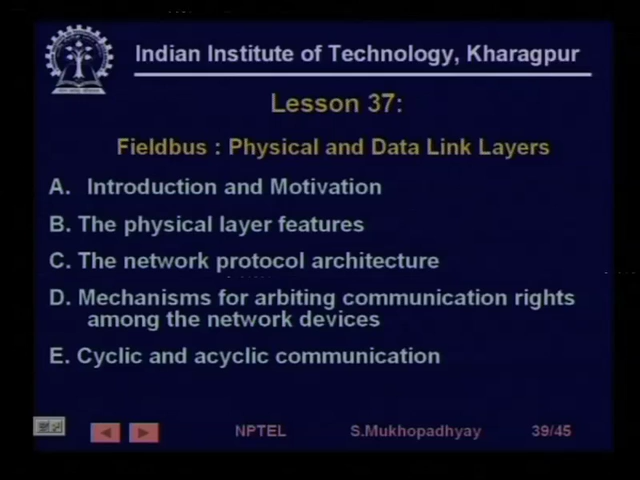 Indian Institute of Technology, Kharagpur
Lesson 37:
Fieldbus : Physical and Data Link Layers
A. Introduction and Motivation
B. The physical layer features
C. The network protocol architecture
D. Mechanisms for arbiting communication rights
among the network devices
E. Cyclic and acyclic communication
NPTEL S.Mukhopadhyay 39/45